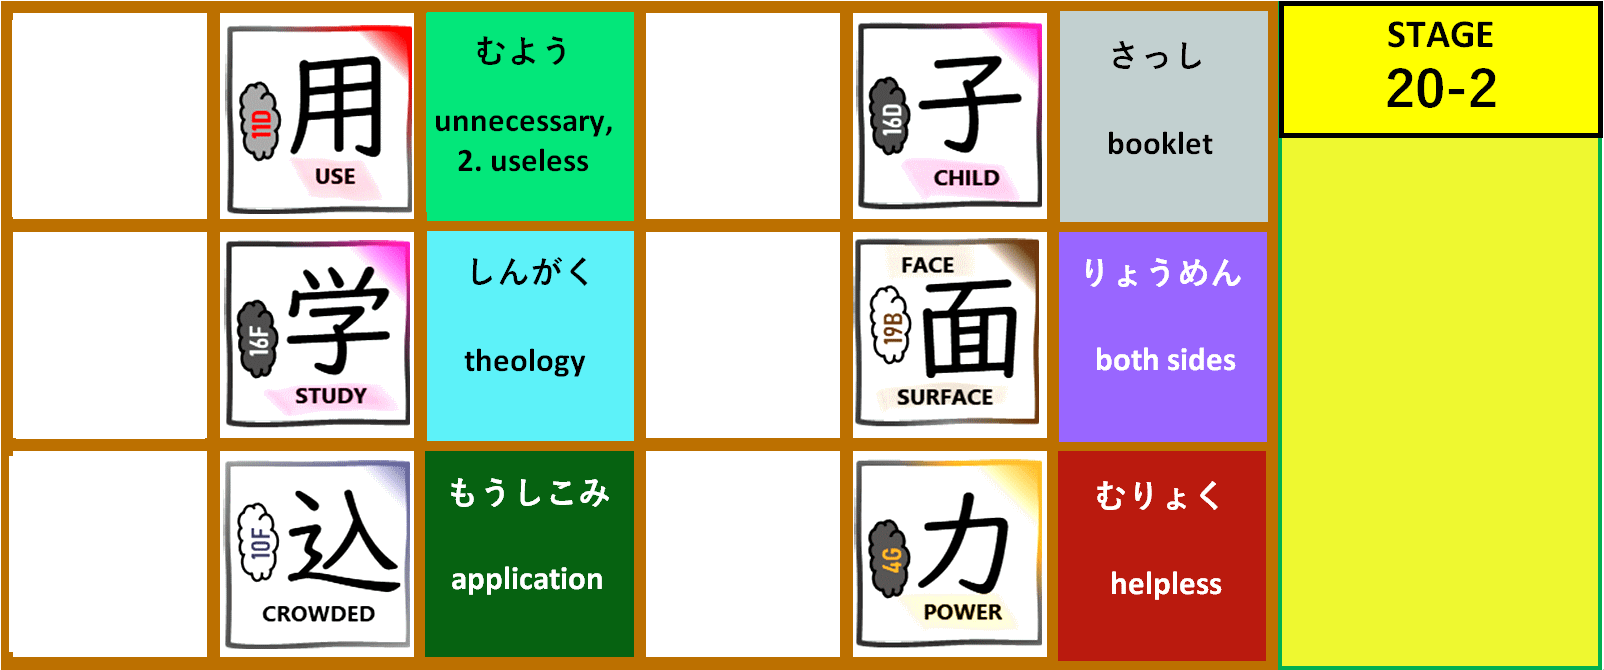 用
11D
USE
むよう
unnecessary,
2. useless
子
16D
CHILD
さっし
booklet
STAGE
20-2
学
16F
STUDY
しんがく
theology
FACE
面
19B
SURFACE
りょうめん
both sides
込
10F
CROWDED
もうしこみ
application
力
4G
POWER
むりょく
helpless